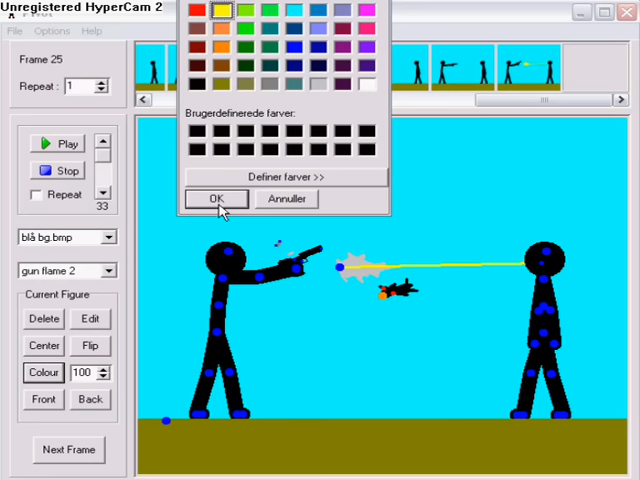 Unregistered HyperCam 2
File Options Help
Frame 25
Repeat : 1
Brugerdefinerede farver:
Definer farver >>
OK Annuller
Play
Stop
Repeat
33
blå bg.bmp
gun flame 2
Current Figure
Delete Edit
Center Flip
Colour 100
Front Back
Next Frame